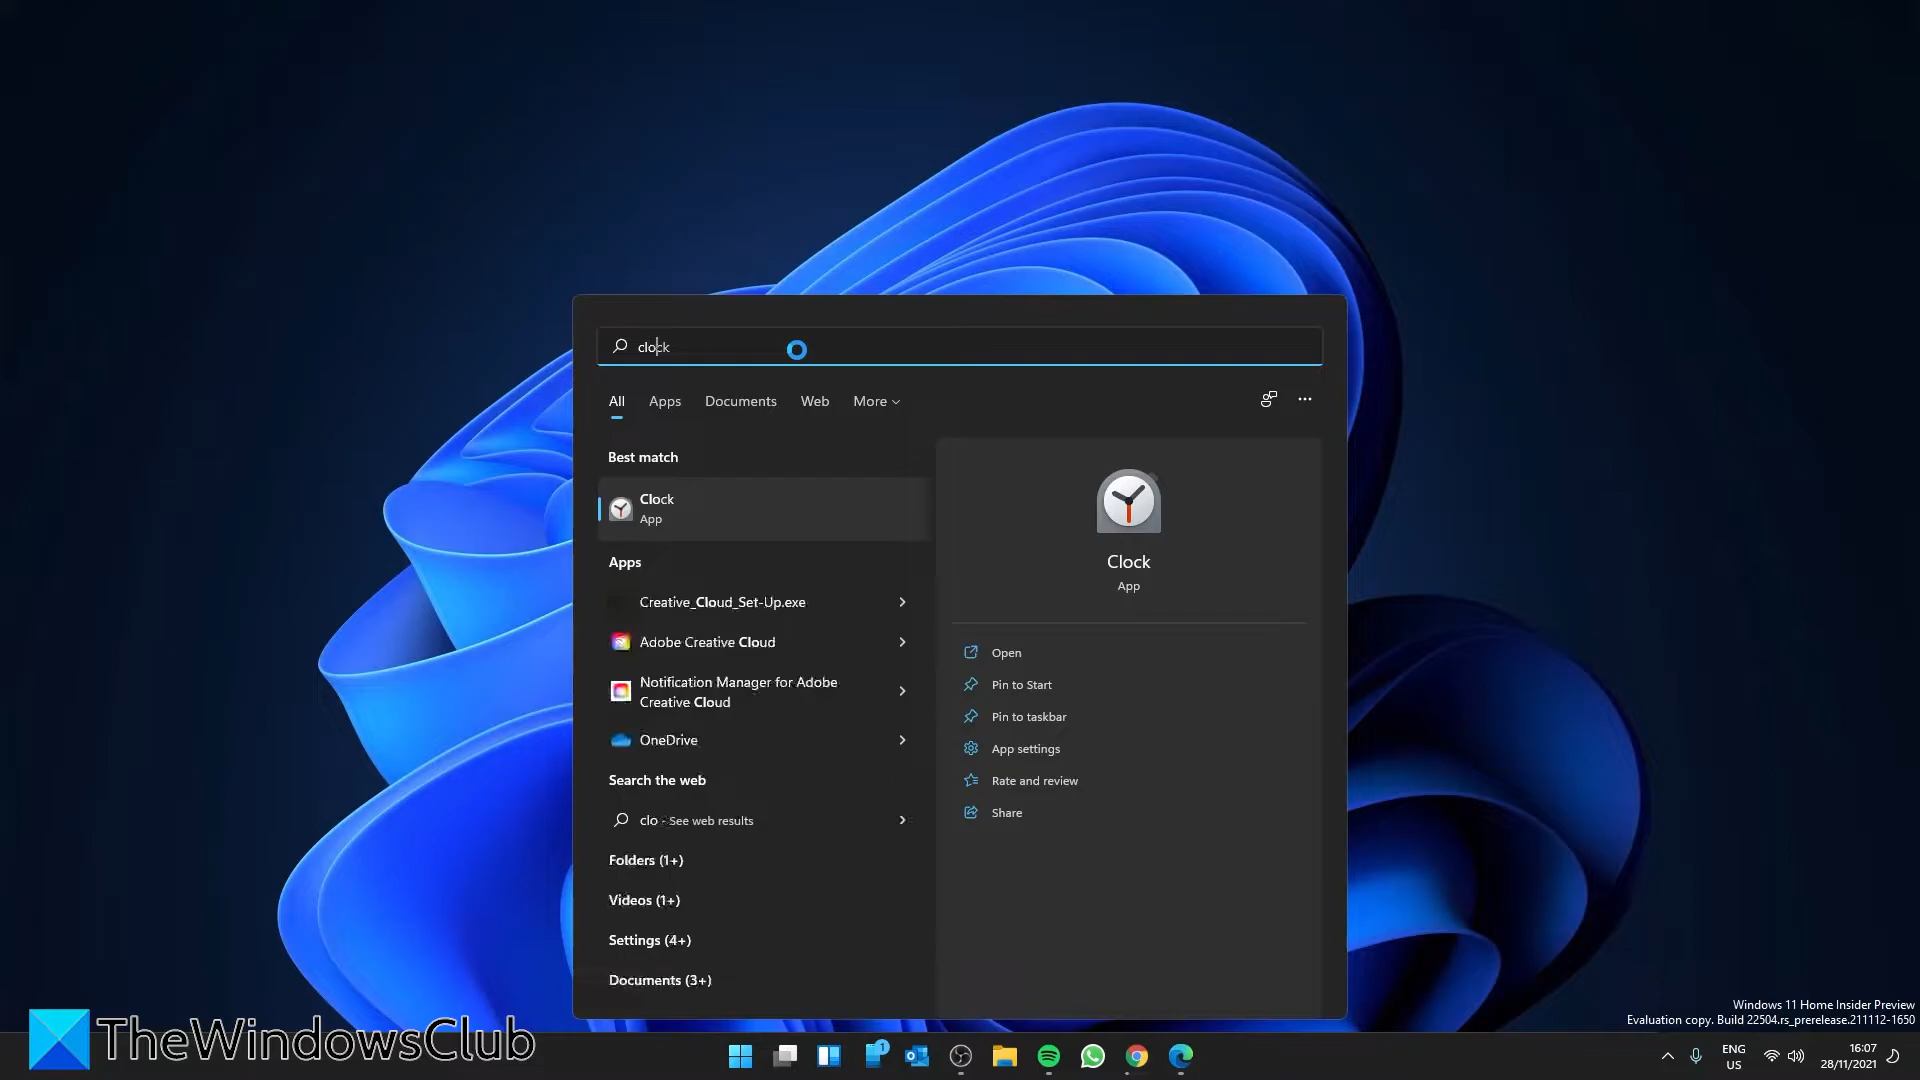 clock
All Apps Documents Web More
Best match
Clock
App
Apps
Creative_Cloud_Set-Up.exe
Adobe Creative Cloud
Notification Manager for Adobe
Creative Cloud
OneDrive
Search the web
clo - See web results
Folders (1+)
Videos (1+)
Settings (4+)
Documents (3+)
Clock
App
Open
Pin to Start
Pin to taskbar
App settings
Rate and review
Share
Windows 11 Home Insider Preview
Evaluation copy. Build 22504.rs_prerelease.211112-1650
TheWindowsClub
1
ENG
US
16:07
28/11/2021